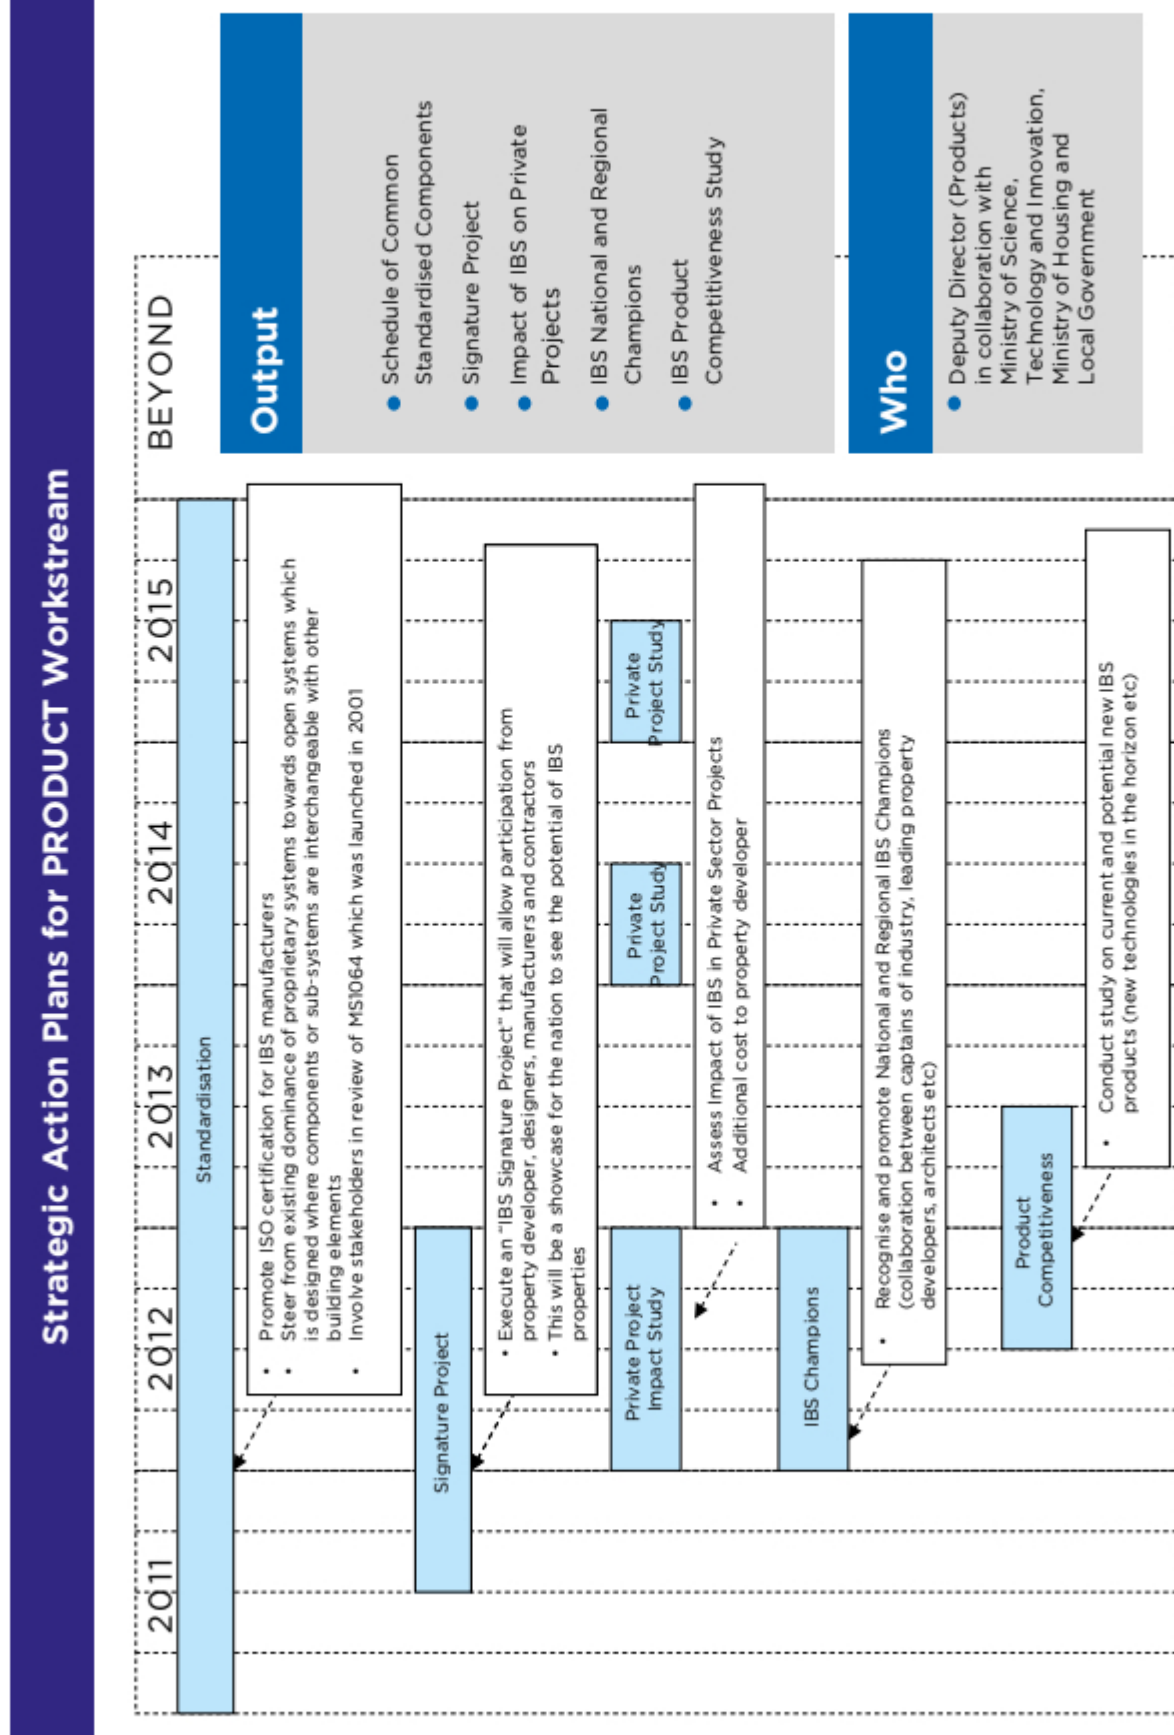 Strategic Action Plans for PRODUCT Workstream
2011
2012
2013
2014
2015
BEYOND
Standardisation
• Promote ISO certification for IBS manufacturers
• Steer from existing dominance of proprietary systems towards open systems which
is designed where components or sub-systems are interchangeable with other
building elements
• Involve stakeholders in review of MS1064 which was launched in 2001
Signature Project
• Execute an "IBS Signature Project" that will allow participation from
property developer, designers, manufacturers and contractors
• This will be a showcase for the nation to see the potential of IBS
properties
Private Project
Impact Study
Private
Project Study
Private
Project Study
• Assess Impact of IBS in Private Sector Projects
• Additional cost to property developer
IBS Champions
• Recognise and promote National and Regional IBS Champions
(collaboration between captains of industry, leading property
developers, architects etc)
Product
Competitiveness
• Conduct study on current and potential new IBS
products (new technologies in the horizon etc)
Output
• Schedule of Common
Standardised Components
• Signature Project
• Impact of IBS on Private
Projects
• IBS National and Regional
Champions
• IBS Product
Competitiveness Study
Who
• Deputy Director (Products)
in collaboration with
Ministry of Science,
Technology and Innovation,
Ministry of Housing and
Local Government